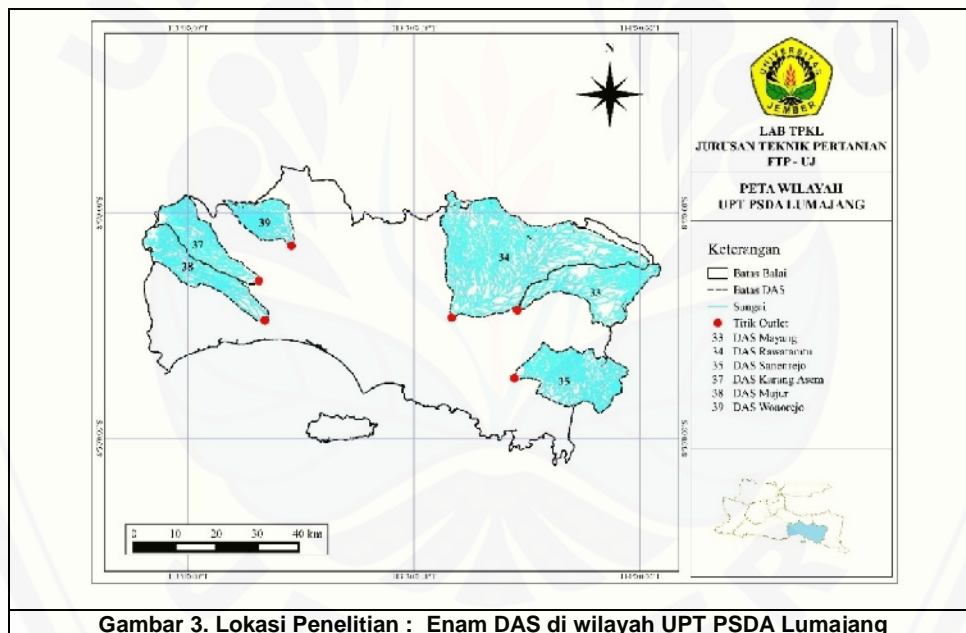 N
UNIVERSITAS
JEMBER
LAB TPKL
JURUSAN TEKNIK PERTANIAN
FTP - UJ
PETA WILAYAH
UPT PSDA LUMAJANG
Keterangan
Batas Balai
Batas DAS
Sungai
Titik Outlet
33 DAS Mayang
34 DAS Rawatamtu
35 DAS Sanenrejo
37 DAS Karang Asem
38 DAS Mujur
39 DAS Wonorejo
39
37
38
34
33
35
0 10 20 30 40 km
Gambar 3. Lokasi Penelitian : Enam DAS di wilayah UPT PSDA Lumajang